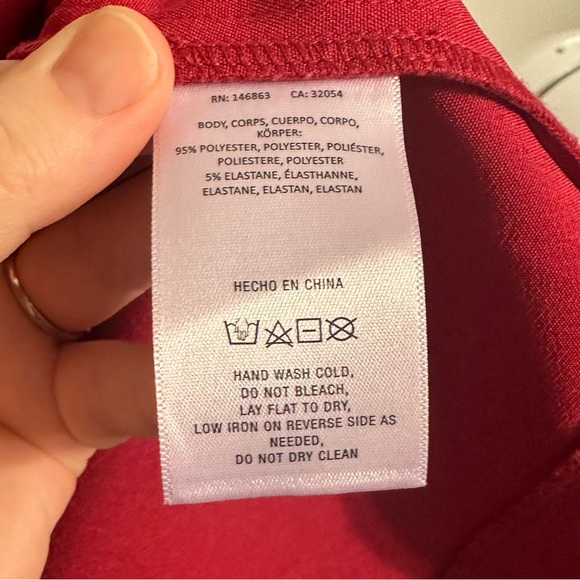 RN: 146863 CA: 32054
BODY, CORPS, CUERPO, CORPO,
KÖRPER:
95% POLYESTER, POLYESTER, POLIÉSTER,
POLIESTERE, POLYESTER
5% ELASTANE, ÉLASTHANNE,
ELASTANE, ELASTAN, ELASTAN
HECHO EN CHINA
HAND WASH COLD,
DO NOT BLEACH,
LAY FLAT TO DRY,
LOW IRON ON REVERSE SIDE AS
NEEDED,
DO NOT DRY CLEAN